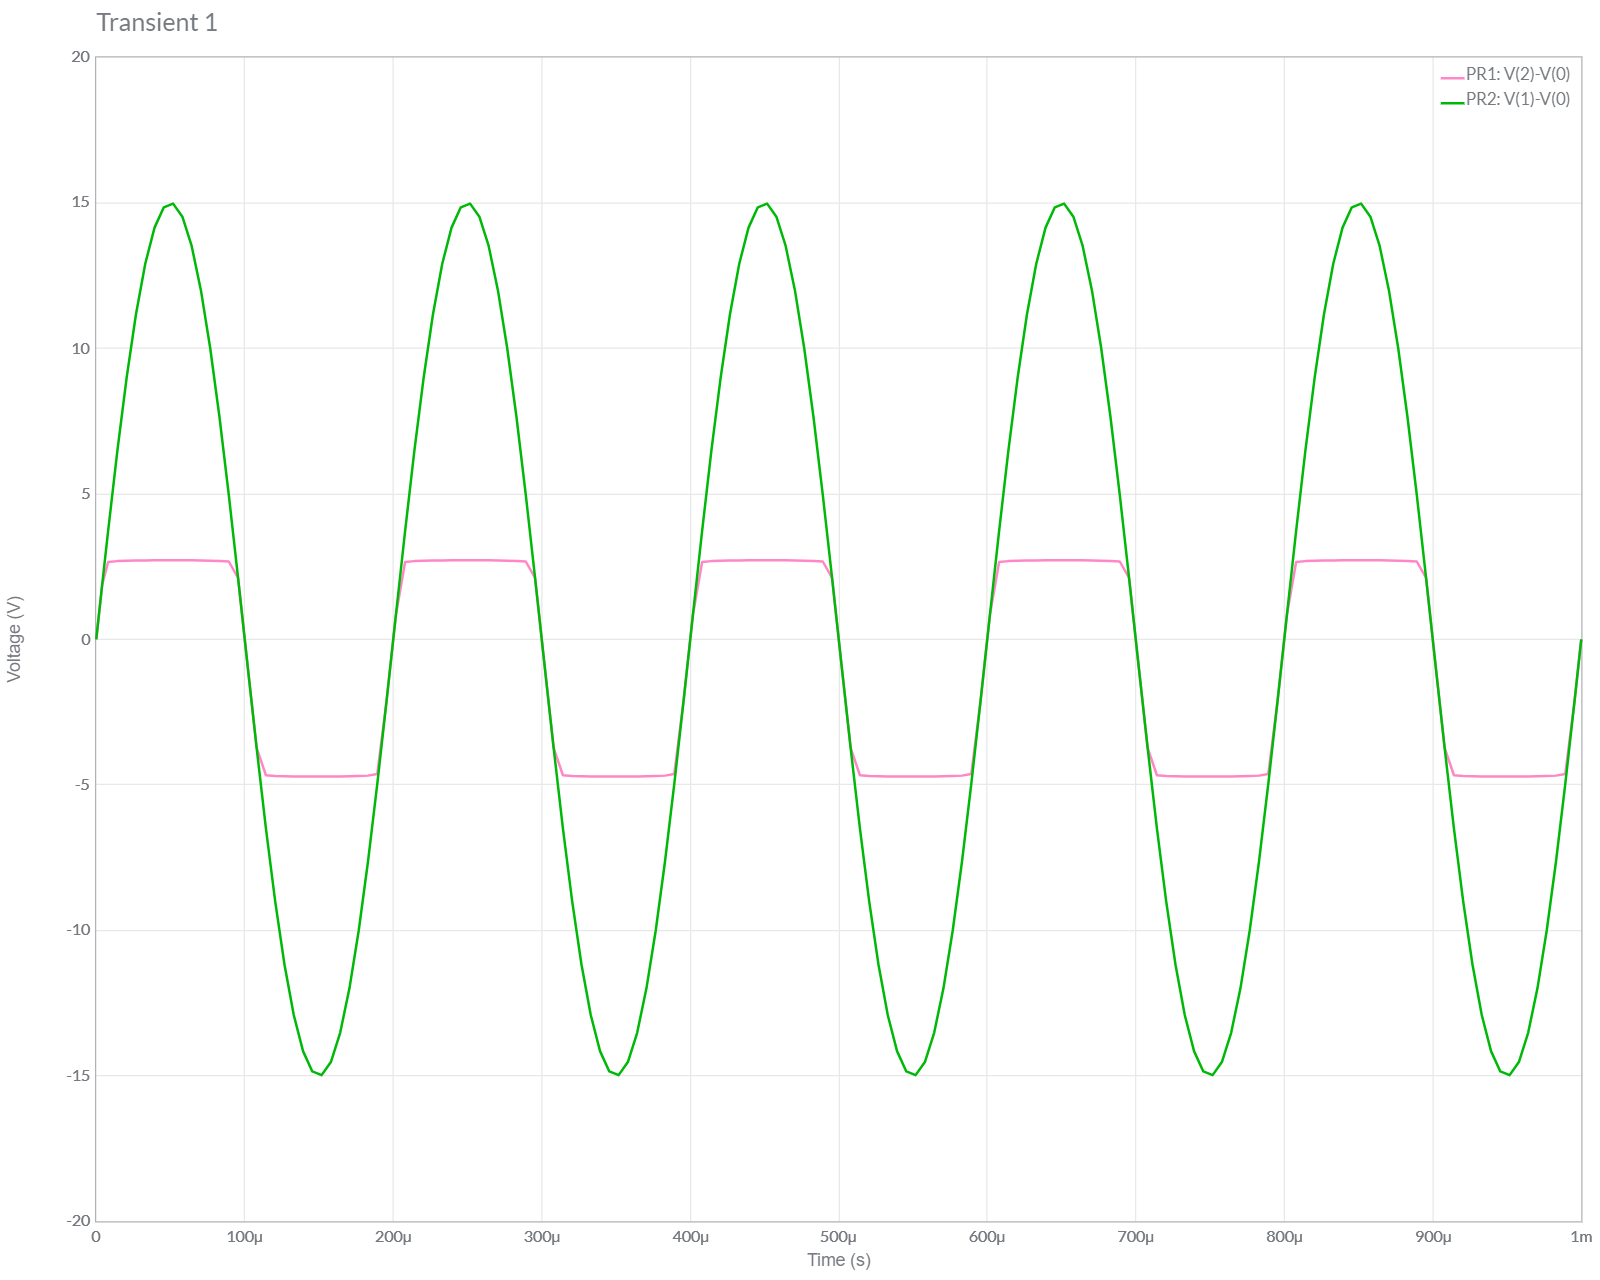 Transient 1
PR1: V(2)-V(0)
PR2: V(1)-V(0)
20
15
10
5
0
-5
-10
-15
-20
Voltage (V)
0 100µ 200µ 300µ 400µ 500µ 600µ 700µ 800µ 900µ 1m
Time (s)